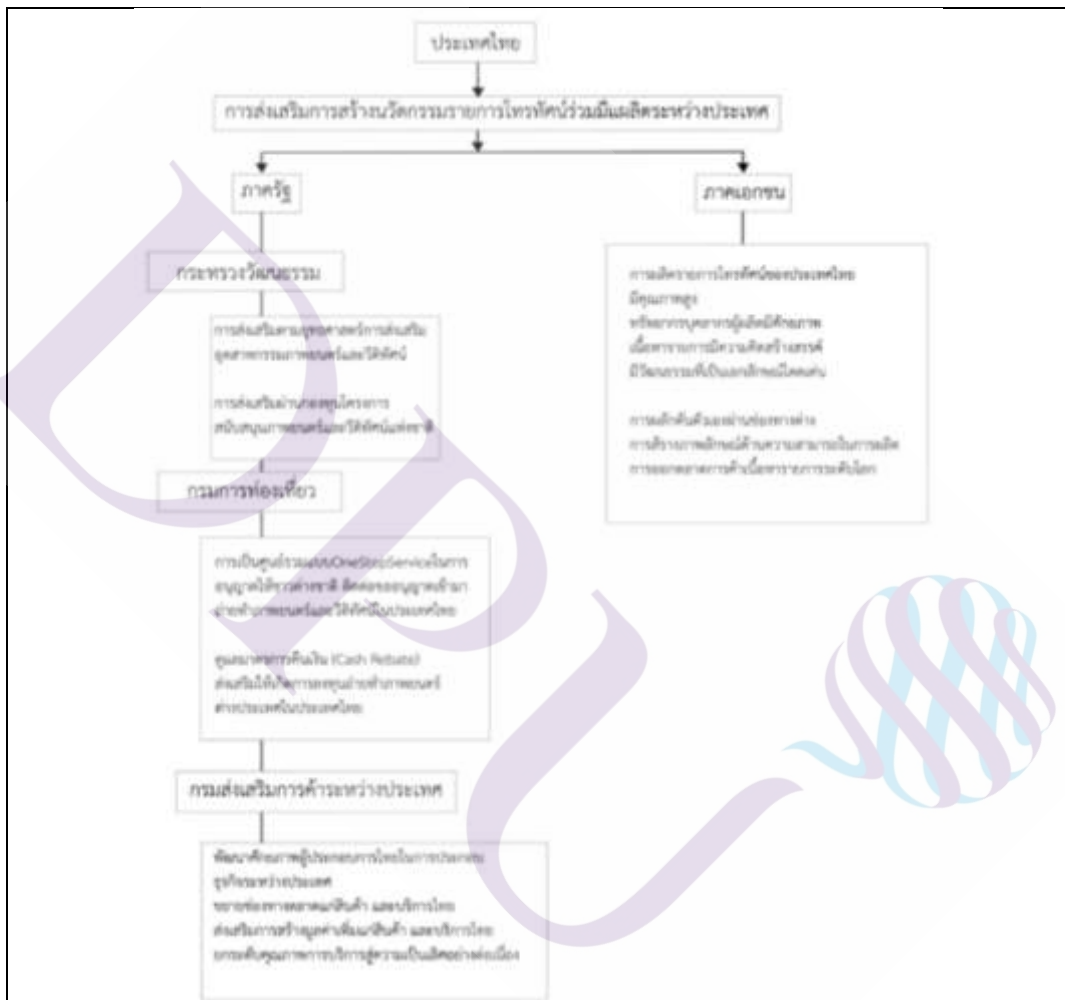 ประเทศไทย
การส่งเสริมการสร้างนวัตกรรมรายการโทรทัศน์ร่วมมือผลิตระหว่างประเทศ
ภาครัฐ
ภาคเอกชน
กระทรวงวัฒนธรรม
การส่งเสริมตามยุทธศาสตร์การส่งเสริม
อุตสาหกรรมภาพยนตร์และวีดิทัศน์
การส่งเสริมผ่านกองทุนโครงการ
สนับสนุนภาพยนตร์และวีดิทัศน์แห่งชาติ
กรมการท่องเที่ยว
การเป็นศูนย์รวมแบบOneStopServiceในการ
อนุญาตให้ชาวต่างชาติ ติดต่อขออนุญาตเข้ามา
ถ่ายทำภาพยนตร์และวีดิทัศน์ในประเทศไทย
ดูแลมาตรการคืนเงิน (Cash Rebate)
ส่งเสริมให้เกิดการลงทุนถ่ายทำภาพยนตร์
ต่างประเทศในประเทศไทย
กรมส่งเสริมการค้าระหว่างประเทศ
พัฒนาศักยภาพผู้ประกอบการไทยในการประกอบ
ธุรกิจระหว่างประเทศ
ขยายช่องทางตลาดแก่สินค้า และบริการไทย
ส่งเสริมการสร้างมูลค่าเพิ่มแก่สินค้า และบริการไทย
ยกระดับคุณภาพการบริการสู่ความเป็นเลิศอย่างต่อเนื่อง
การผลิตรายการโทรทัศน์ของประเทศไทย
มีคุณภาพสูง
ทรัพยากรบุคลากรผู้ผลิตมีศักยภาพ
เนื้อหารายการมีความคิดสร้างสรรค์
มีวัฒนธรรมที่เป็นเอกลักษณ์โดดเด่น
การผลักดันตัวเองผ่านช่องทางต่าง
การสร้างภาพลักษณ์ด้านความสามารถในการผลิต
การออกตลาดการค้าเนื้อหารายการระดับโลก
DPU